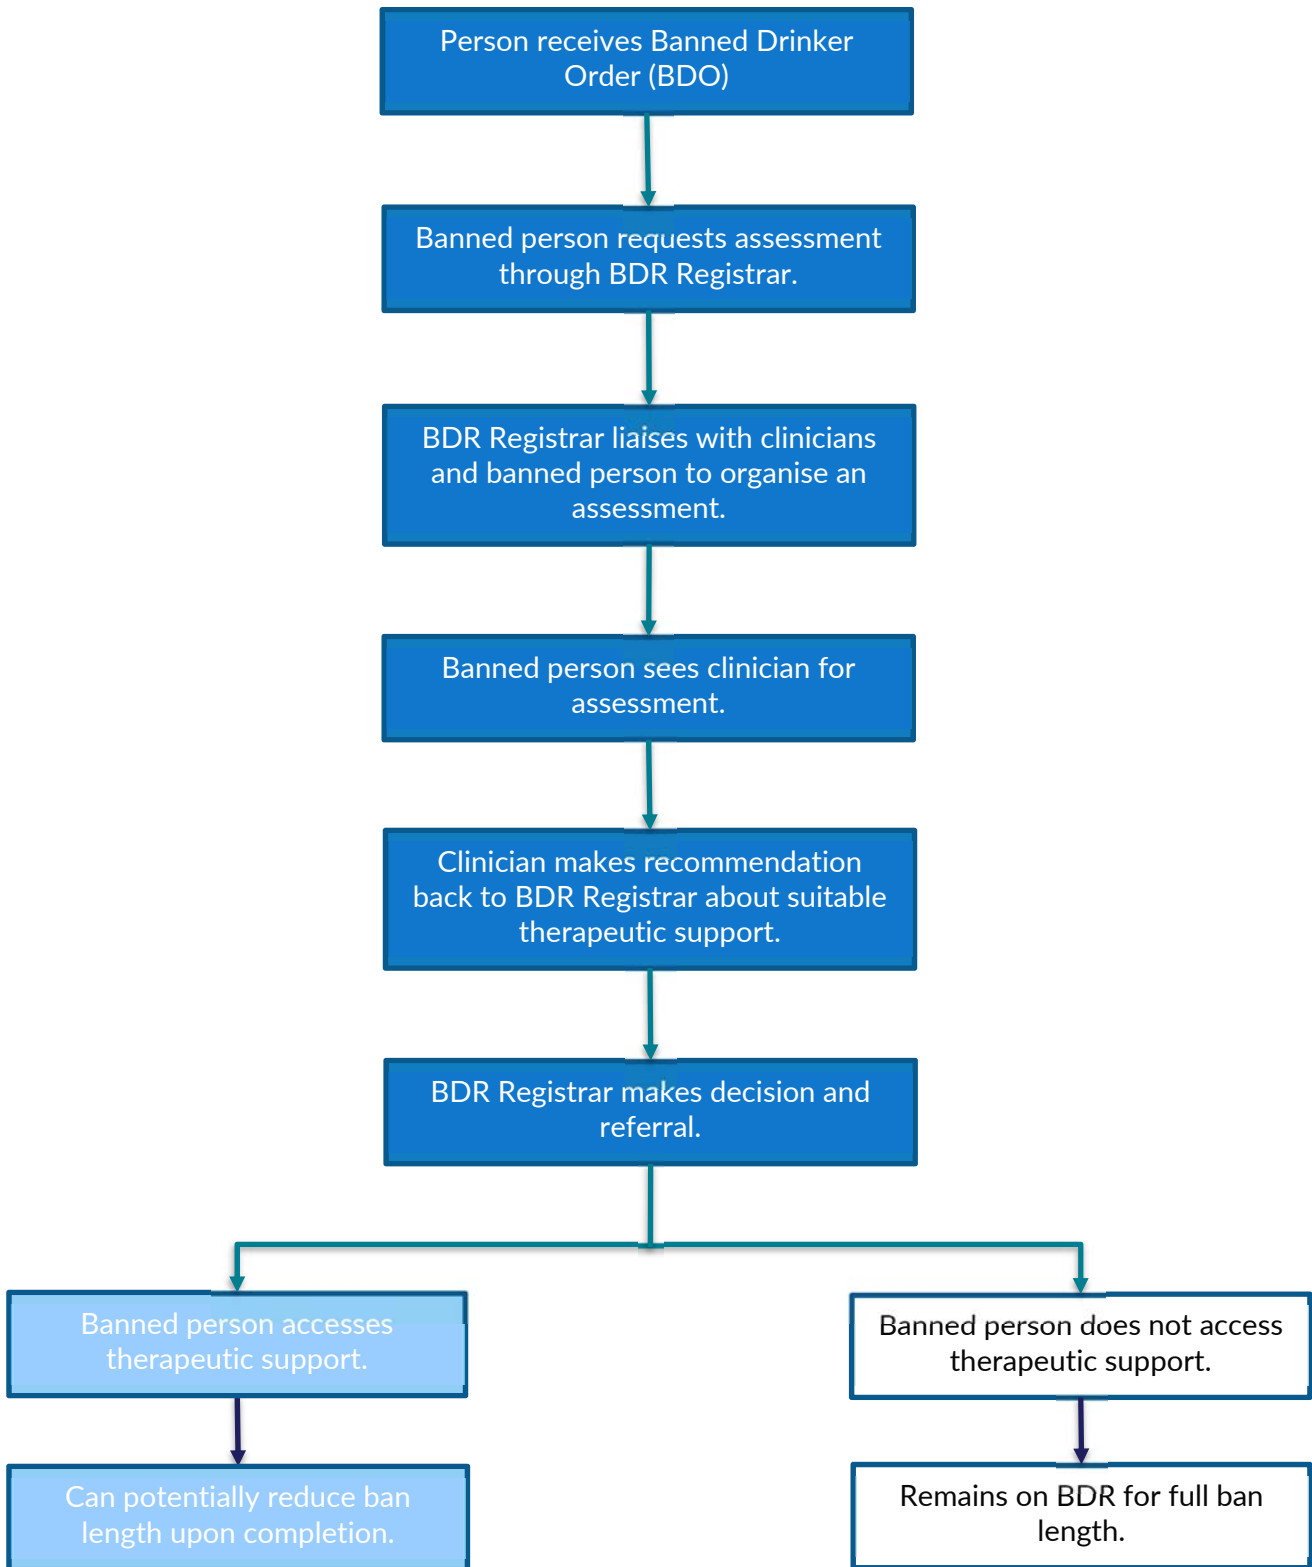 Person receives Banned Drinker
Order (BDO)
Banned person requests assessment
through BDR Registrar.
BDR Registrar liaises with clinicians
and banned person to organise an
assessment.
Banned person sees clinician for
assessment.
Clinician makes recommendation
back to BDR Registrar about suitable
therapeutic support.
BDR Registrar makes decision and
referral.
Banned person accesses
therapeutic support.
Banned person does not access
therapeutic support.
Can potentially reduce ban
length upon completion.
Remains on BDR for full ban
length.